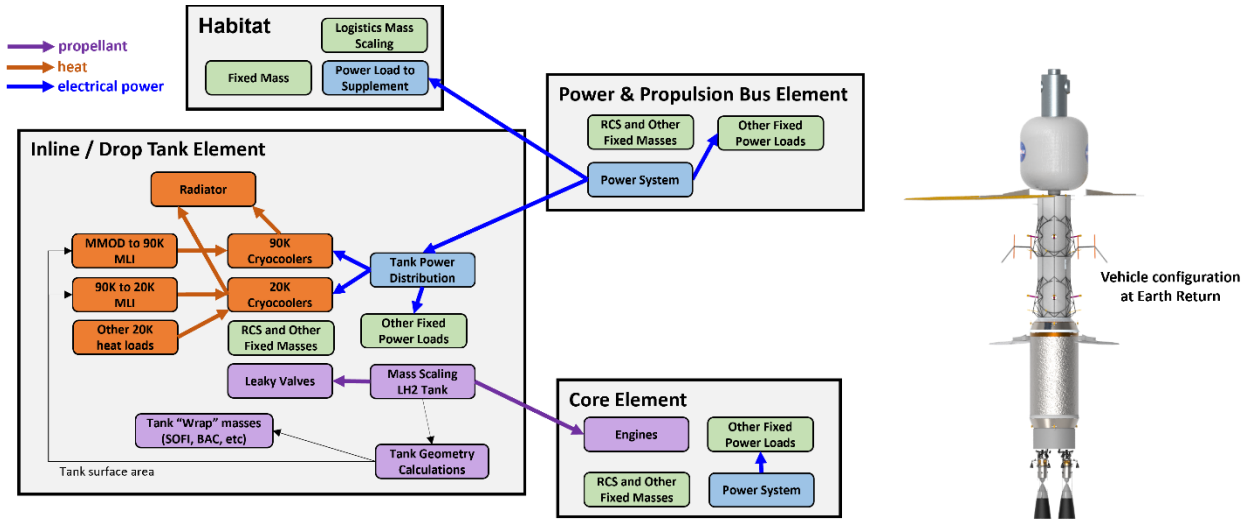 propellant
heat
electrical power
Habitat
Logistics Mass
Scaling
Fixed Mass
Power Load to
Supplement
Power & Propulsion Bus Element
RCS and Other
Fixed Masses
Other Fixed
Power Loads
Power System
Inline / Drop Tank Element
Radiator
MMOD to 90K
MLI
90K
Cryocoolers
Tank Power
Distribution
90K to 20K
MLI
20K
Cryocoolers
Other 20K
heat loads
RCS and Other
Fixed Masses
Other Fixed
Power Loads
Leaky Valves
Mass Scaling
LH2 Tank
Tank “Wrap” masses
(SOFI, BAC, etc)
Tank Geometry
Calculations
Tank surface area
Core Element
Engines
Other Fixed
Power Loads
RCS and Other
Fixed Masses
Power System
Vehicle configuration
at Earth Return